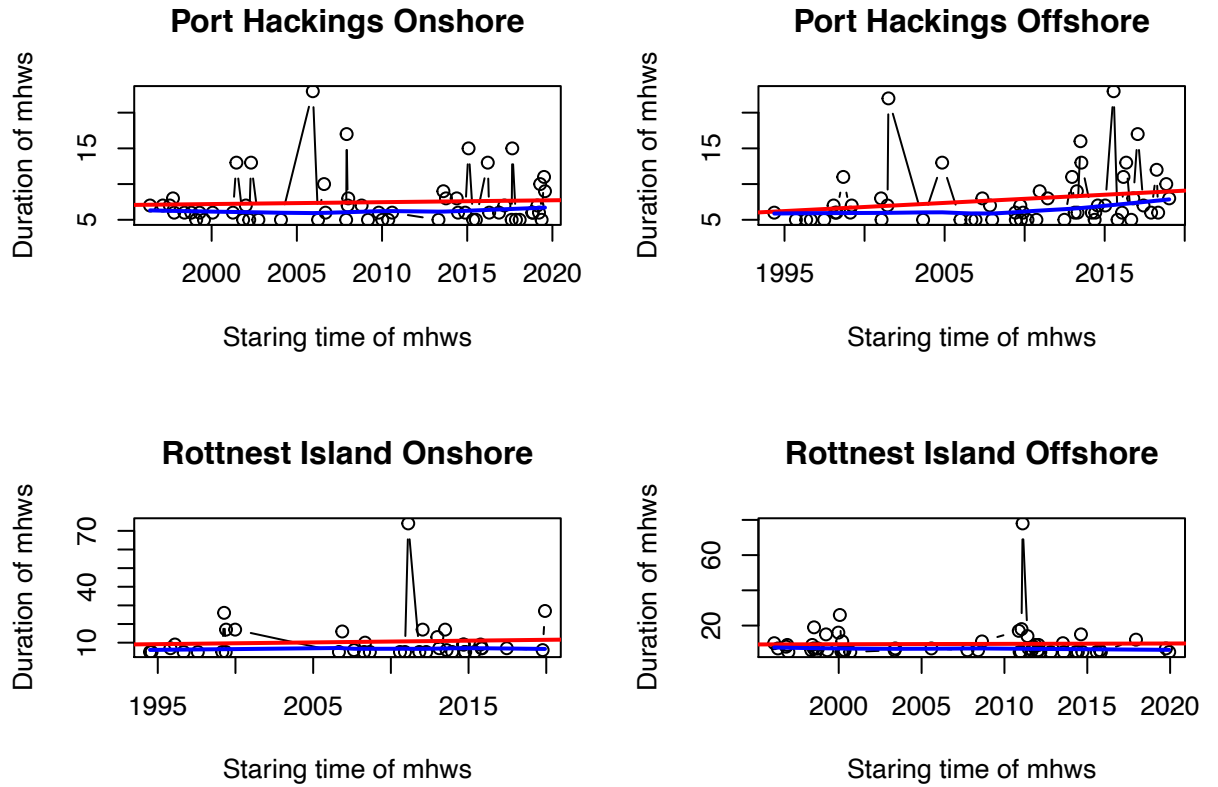 Port Hackings Onshore
Duration of mhws
15
5
2000 2005 2010 2015 2020
Staring time of mhws
Port Hackings Offshore
Duration of mhws
15
5
1995 2005 2015
Staring time of mhws
Rottnest Island Onshore
Duration of mhws
70
40
10
1995 2005 2015
Staring time of mhws
Rottnest Island Offshore
Duration of mhws
60
20
2000 2005 2010 2015 2020
Staring time of mhws